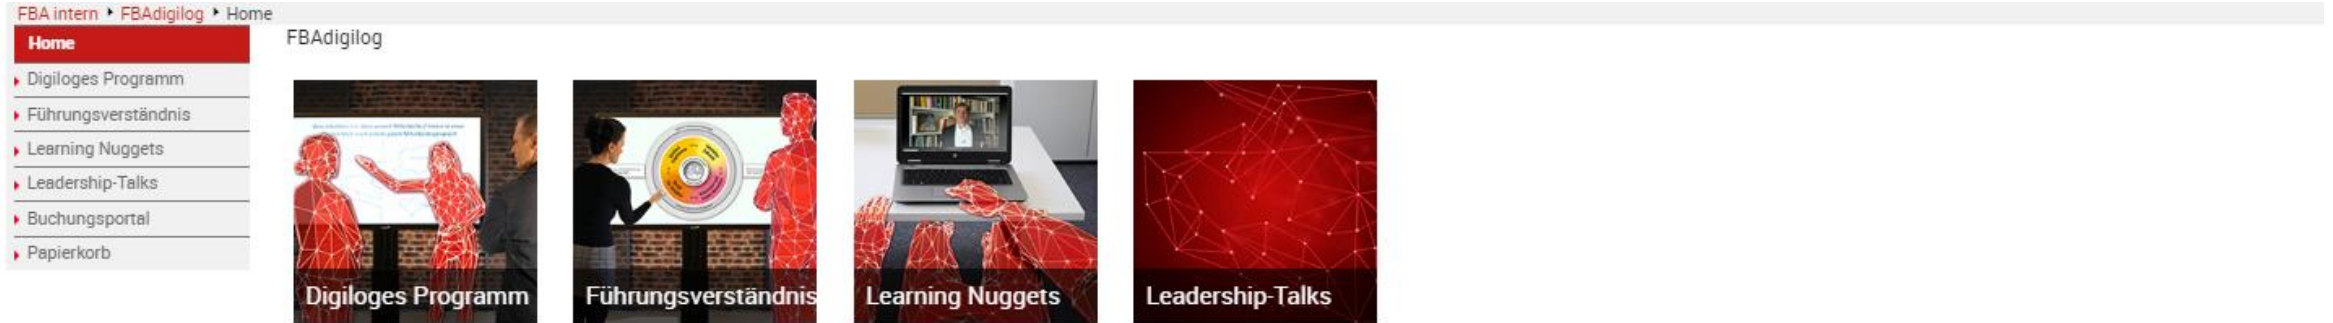 FBA intern ‣ FBAdigilog ‣ Home
Home
Digiloges Programm
Führungsverständnis
Learning Nuggets
Leadership-Talks
Buchungsportal
Papierkorb
FBAdigilog
Digiloges Programm
Führungsverständnis
Learning Nuggets
Leadership-Talks